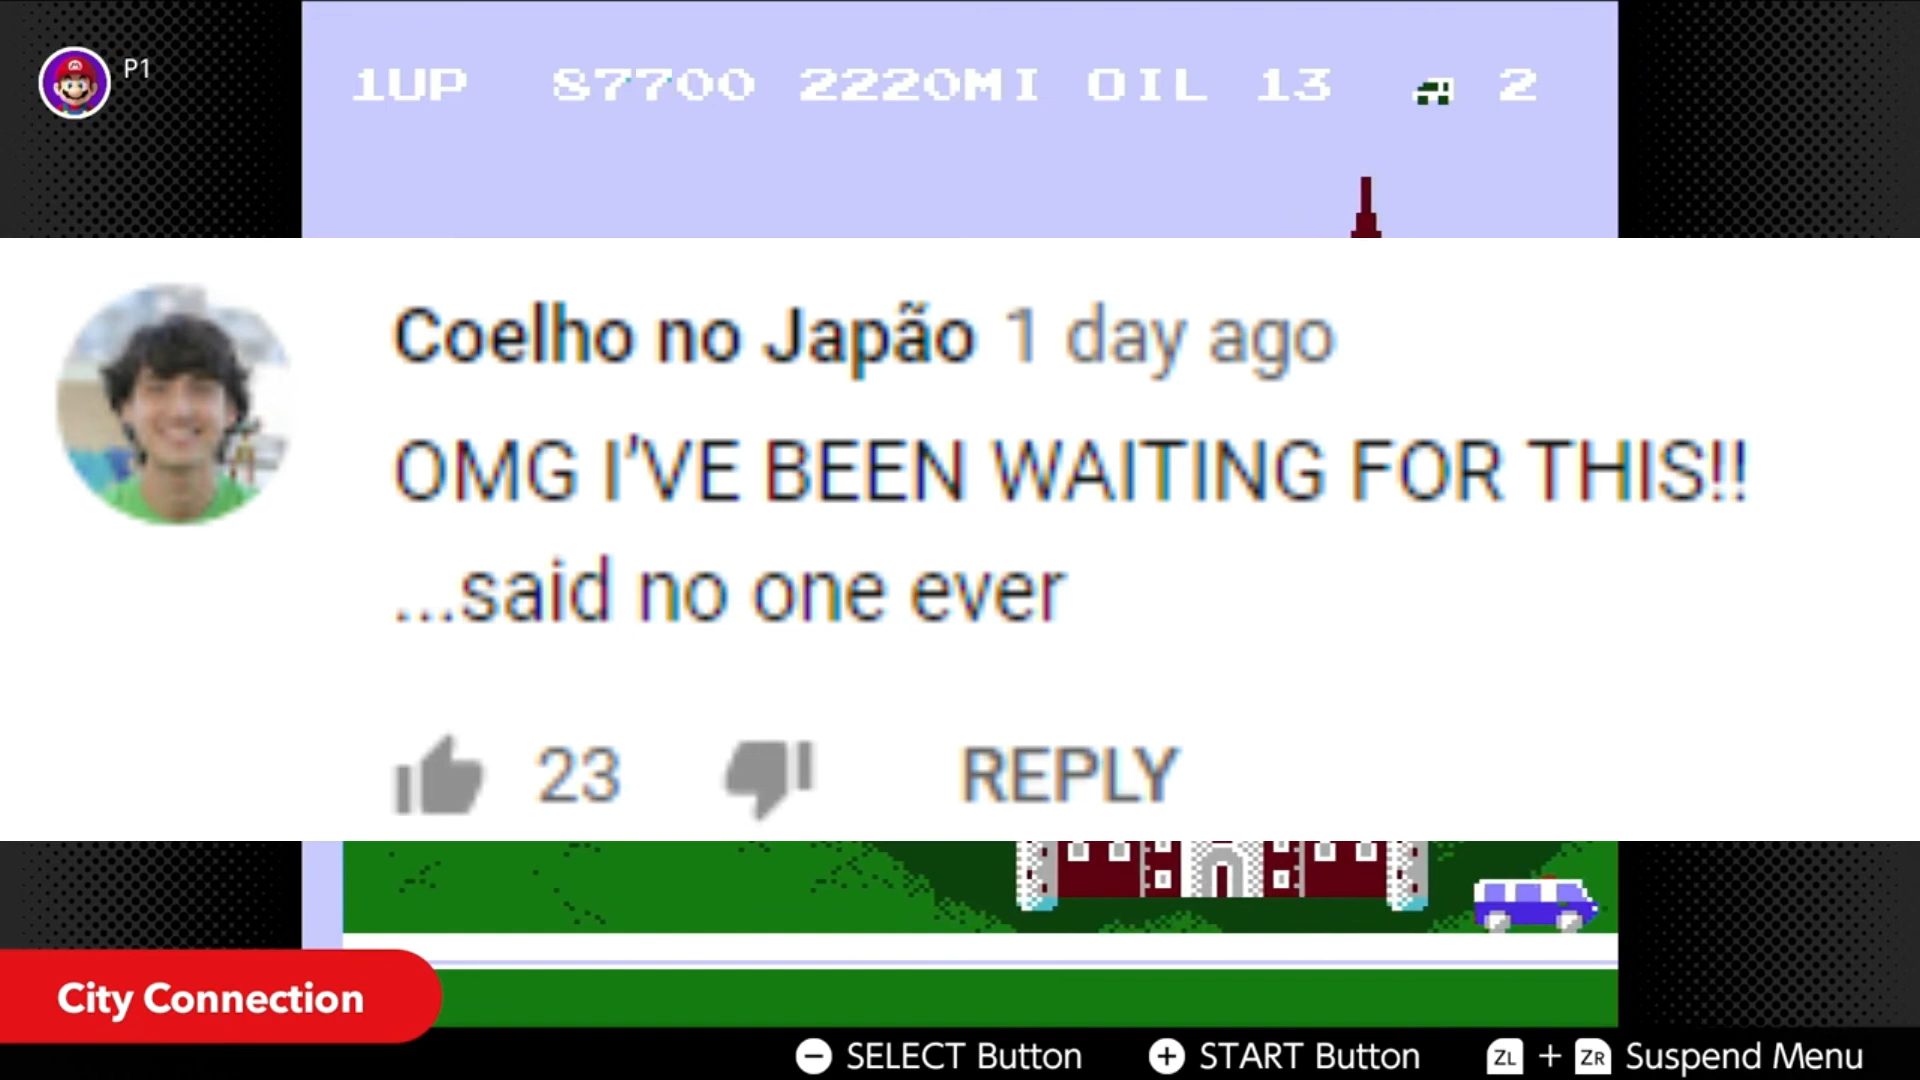 P1
1UP 87700 2220MI OIL 13 2
Coelho no Japão 1 day ago
OMG I'VE BEEN WAITING FOR THIS!!
...said no one ever
23 REPLY
City Connection
SELECT Button START Button ZL + ZR Suspend Menu